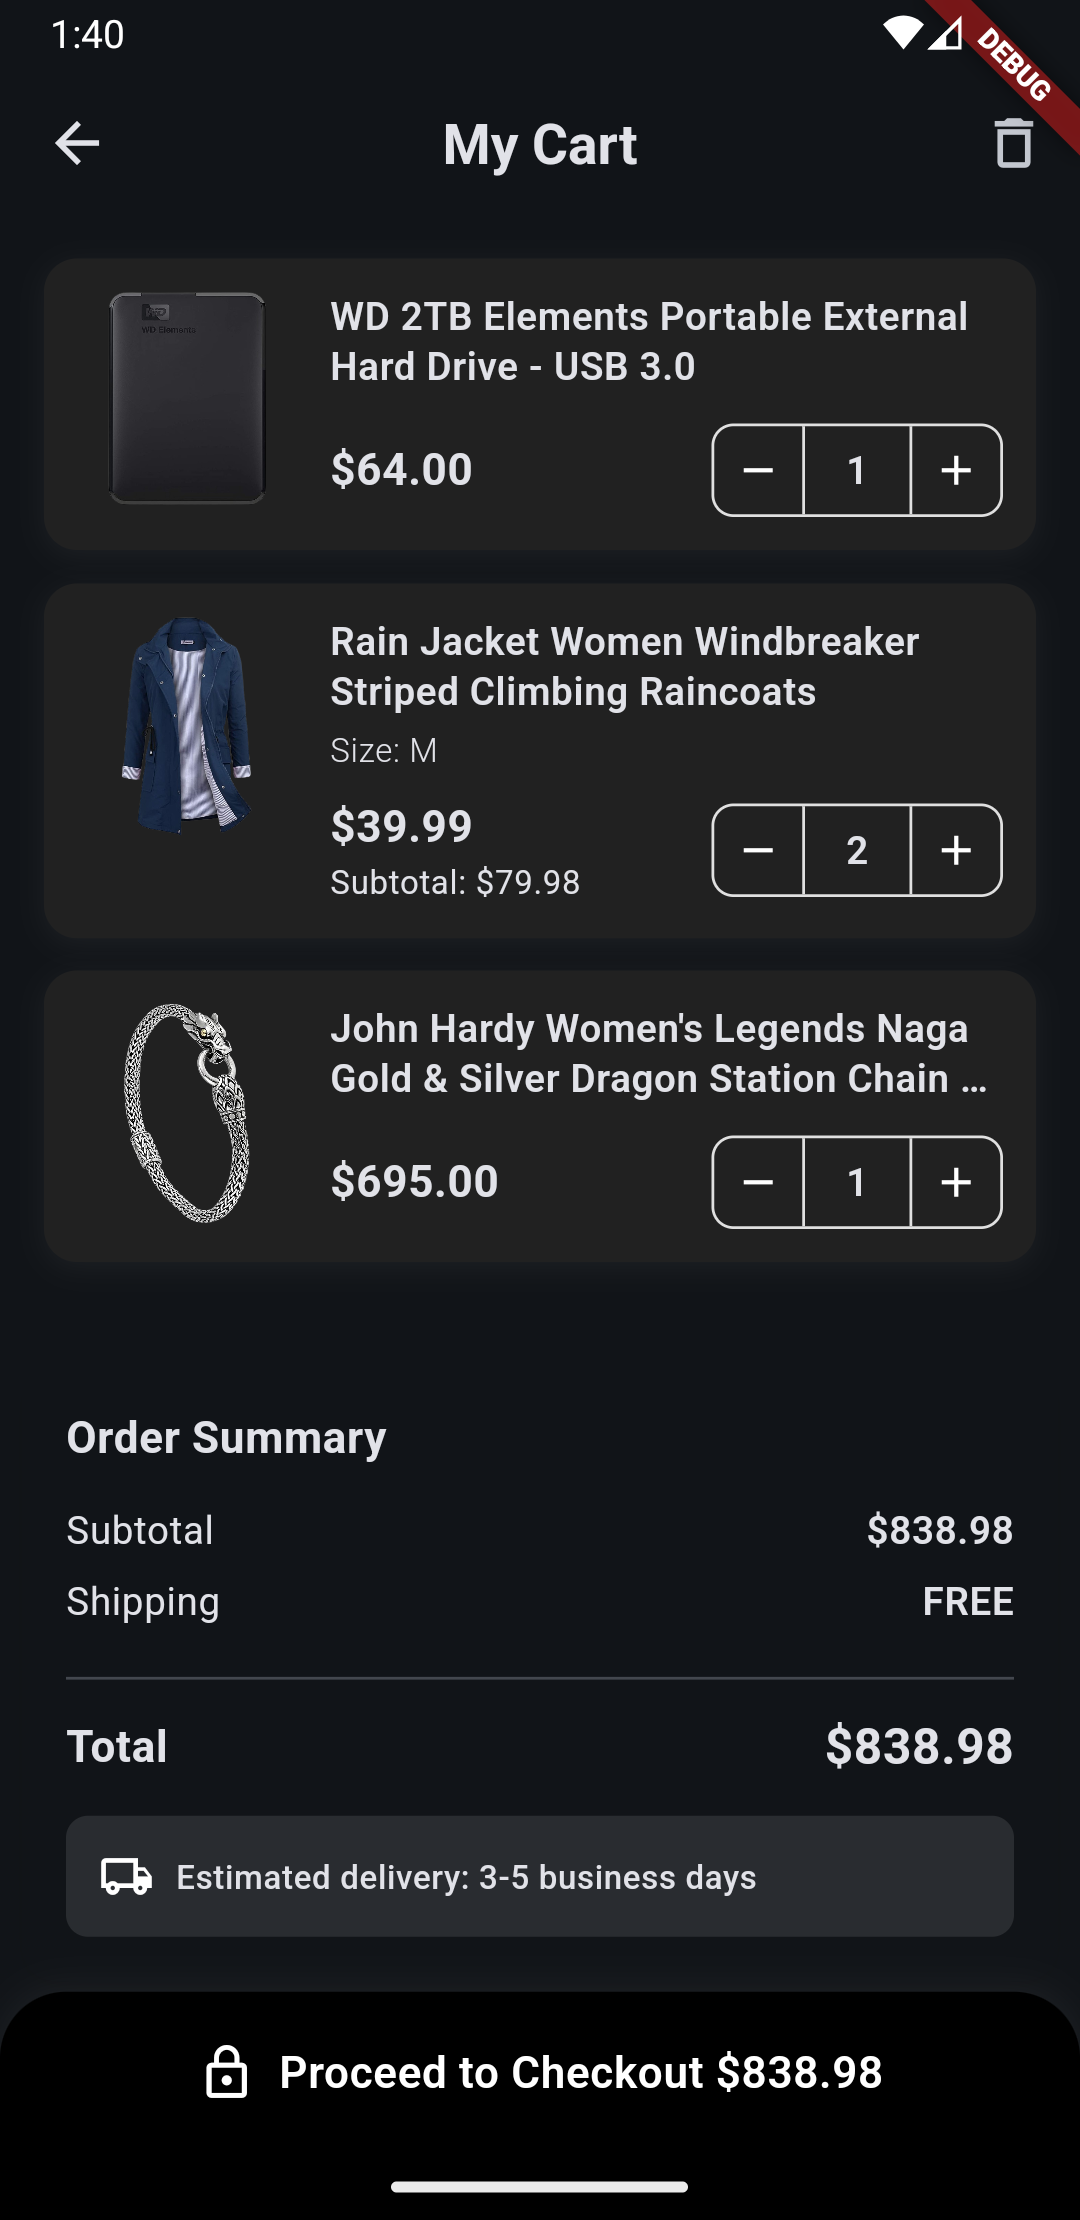 1:40
DEBUG
My Cart
WD
WD Elements
WD 2TB Elements Portable External
Hard Drive - USB 3.0
$64.00
1
Rain Jacket Women Windbreaker
Striped Climbing Raincoats
Size: M
$39.99
Subtotal: $79.98
2
John Hardy Women's Legends Naga
Gold & Silver Dragon Station Chain ...
$695.00
1
Order Summary
Subtotal $838.98
Shipping FREE
Total $838.98
Estimated delivery: 3-5 business days
Proceed to Checkout $838.98